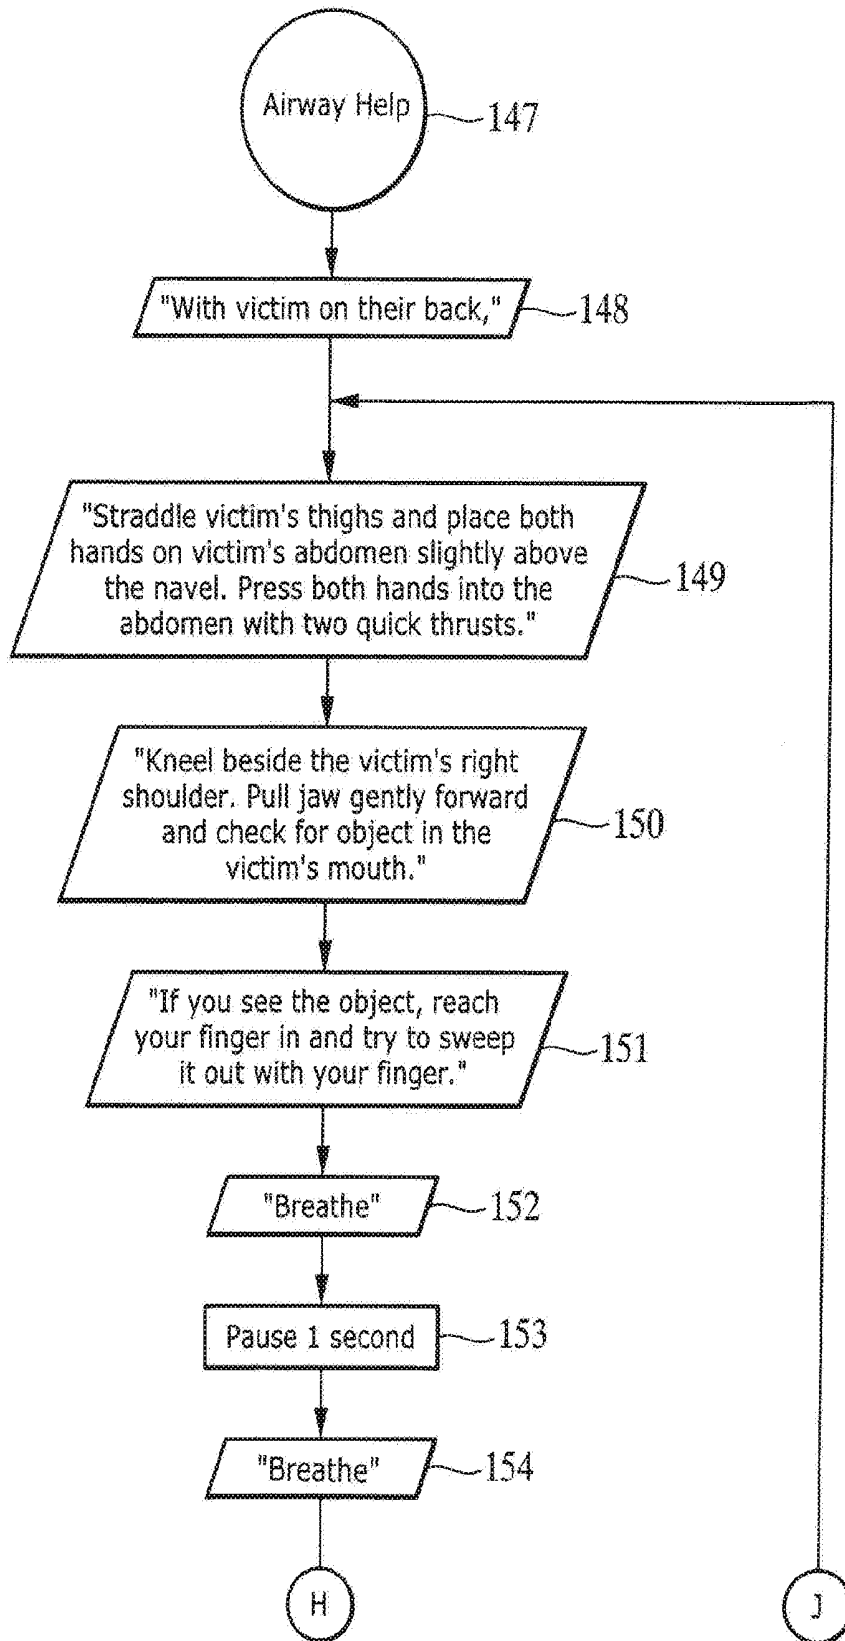 Airway Help
147
"With victim on their back,"
148
"Straddle victim's thighs and place both
hands on victim's abdomen slightly above
the navel. Press both hands into the
abdomen with two quick thrusts."
149
"Kneel beside the victim's right
shoulder. Pull jaw gently forward
and check for object in the
victim's mouth."
150
"If you see the object, reach
your finger in and try to sweep
it out with your finger."
151
"Breathe"
152
Pause 1 second
153
"Breathe"
154
H
J